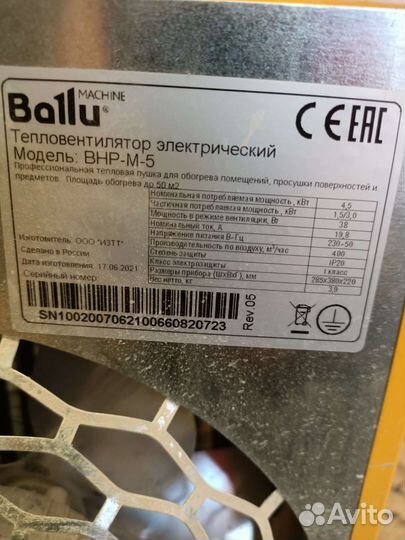 Ballu® MACHINE
CE EAC
Тепловентилятор электрический
Модель: BHP-M-5
Профессиональная тепловая пушка для обогрева помещений, просушки поверхностей и
предметов. Площадь обогрева до 50 м2
Номинальная потребляемая мощность, кВт 4,5
Частичная потребляемая мощность, кВт 1,5/3,0
Мощность в режиме вентиляции, Вт 38
Номинальный ток, А 19,8
Напряжение питания В~Гц 230~50
Производительность по воздуху, м³/час 400
Степень защиты IP20
Класс электрозащиты I класс
Размеры прибора (ШхВхГ), мм 285x380x220
Вес нетто, кг 3,9
Изготовитель: ООО "ИЗТТ"
Сделано в России
Дата изготовления: 17.06.2021
Серийный номер:
SN1002007062100660820723
Rev.05
Avito